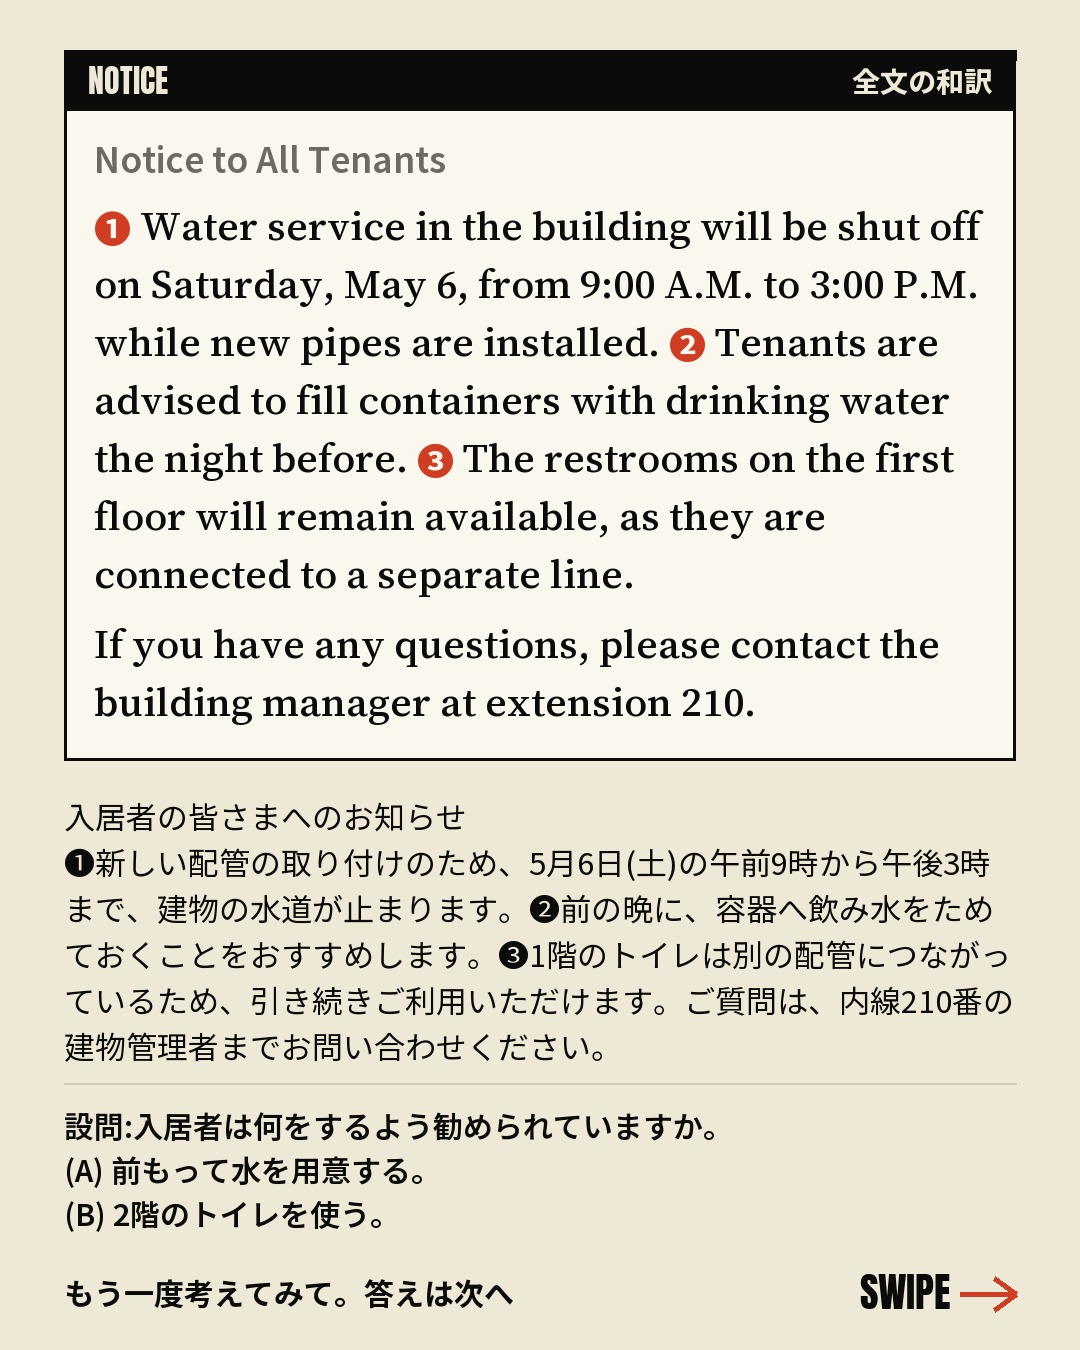 NOTICE
全文の和訳
Notice to All Tenants
❶ Water service in the building will be shut off
on Saturday, May 6, from 9:00 A.M. to 3:00 P.M.
while new pipes are installed. ❷ Tenants are
advised to fill containers with drinking water
the night before. ❸ The restrooms on the first
floor will remain available, as they are
connected to a separate line.
If you have any questions, please contact the
building manager at extension 210.
入居者の皆さまへのお知らせ
❶新しい配管の取り付けのため、5月6日(土)の午前9時から午後3時
まで、建物の水道が止まります。❷前の晩に、容器へ飲み水をため
ておくことをおすすめします。❸1階のトイレは別の配管につながっ
ているため、引き続きご利用いただけます。ご質問は、内線210番の
建物管理者までお問い合わせください。
設問:入居者は何をするよう勧められていますか。
(A) 前もって水を用意する。
(B) 2階のトイレを使う。
もう一度考えてみて。答えは次へ
SWIPE